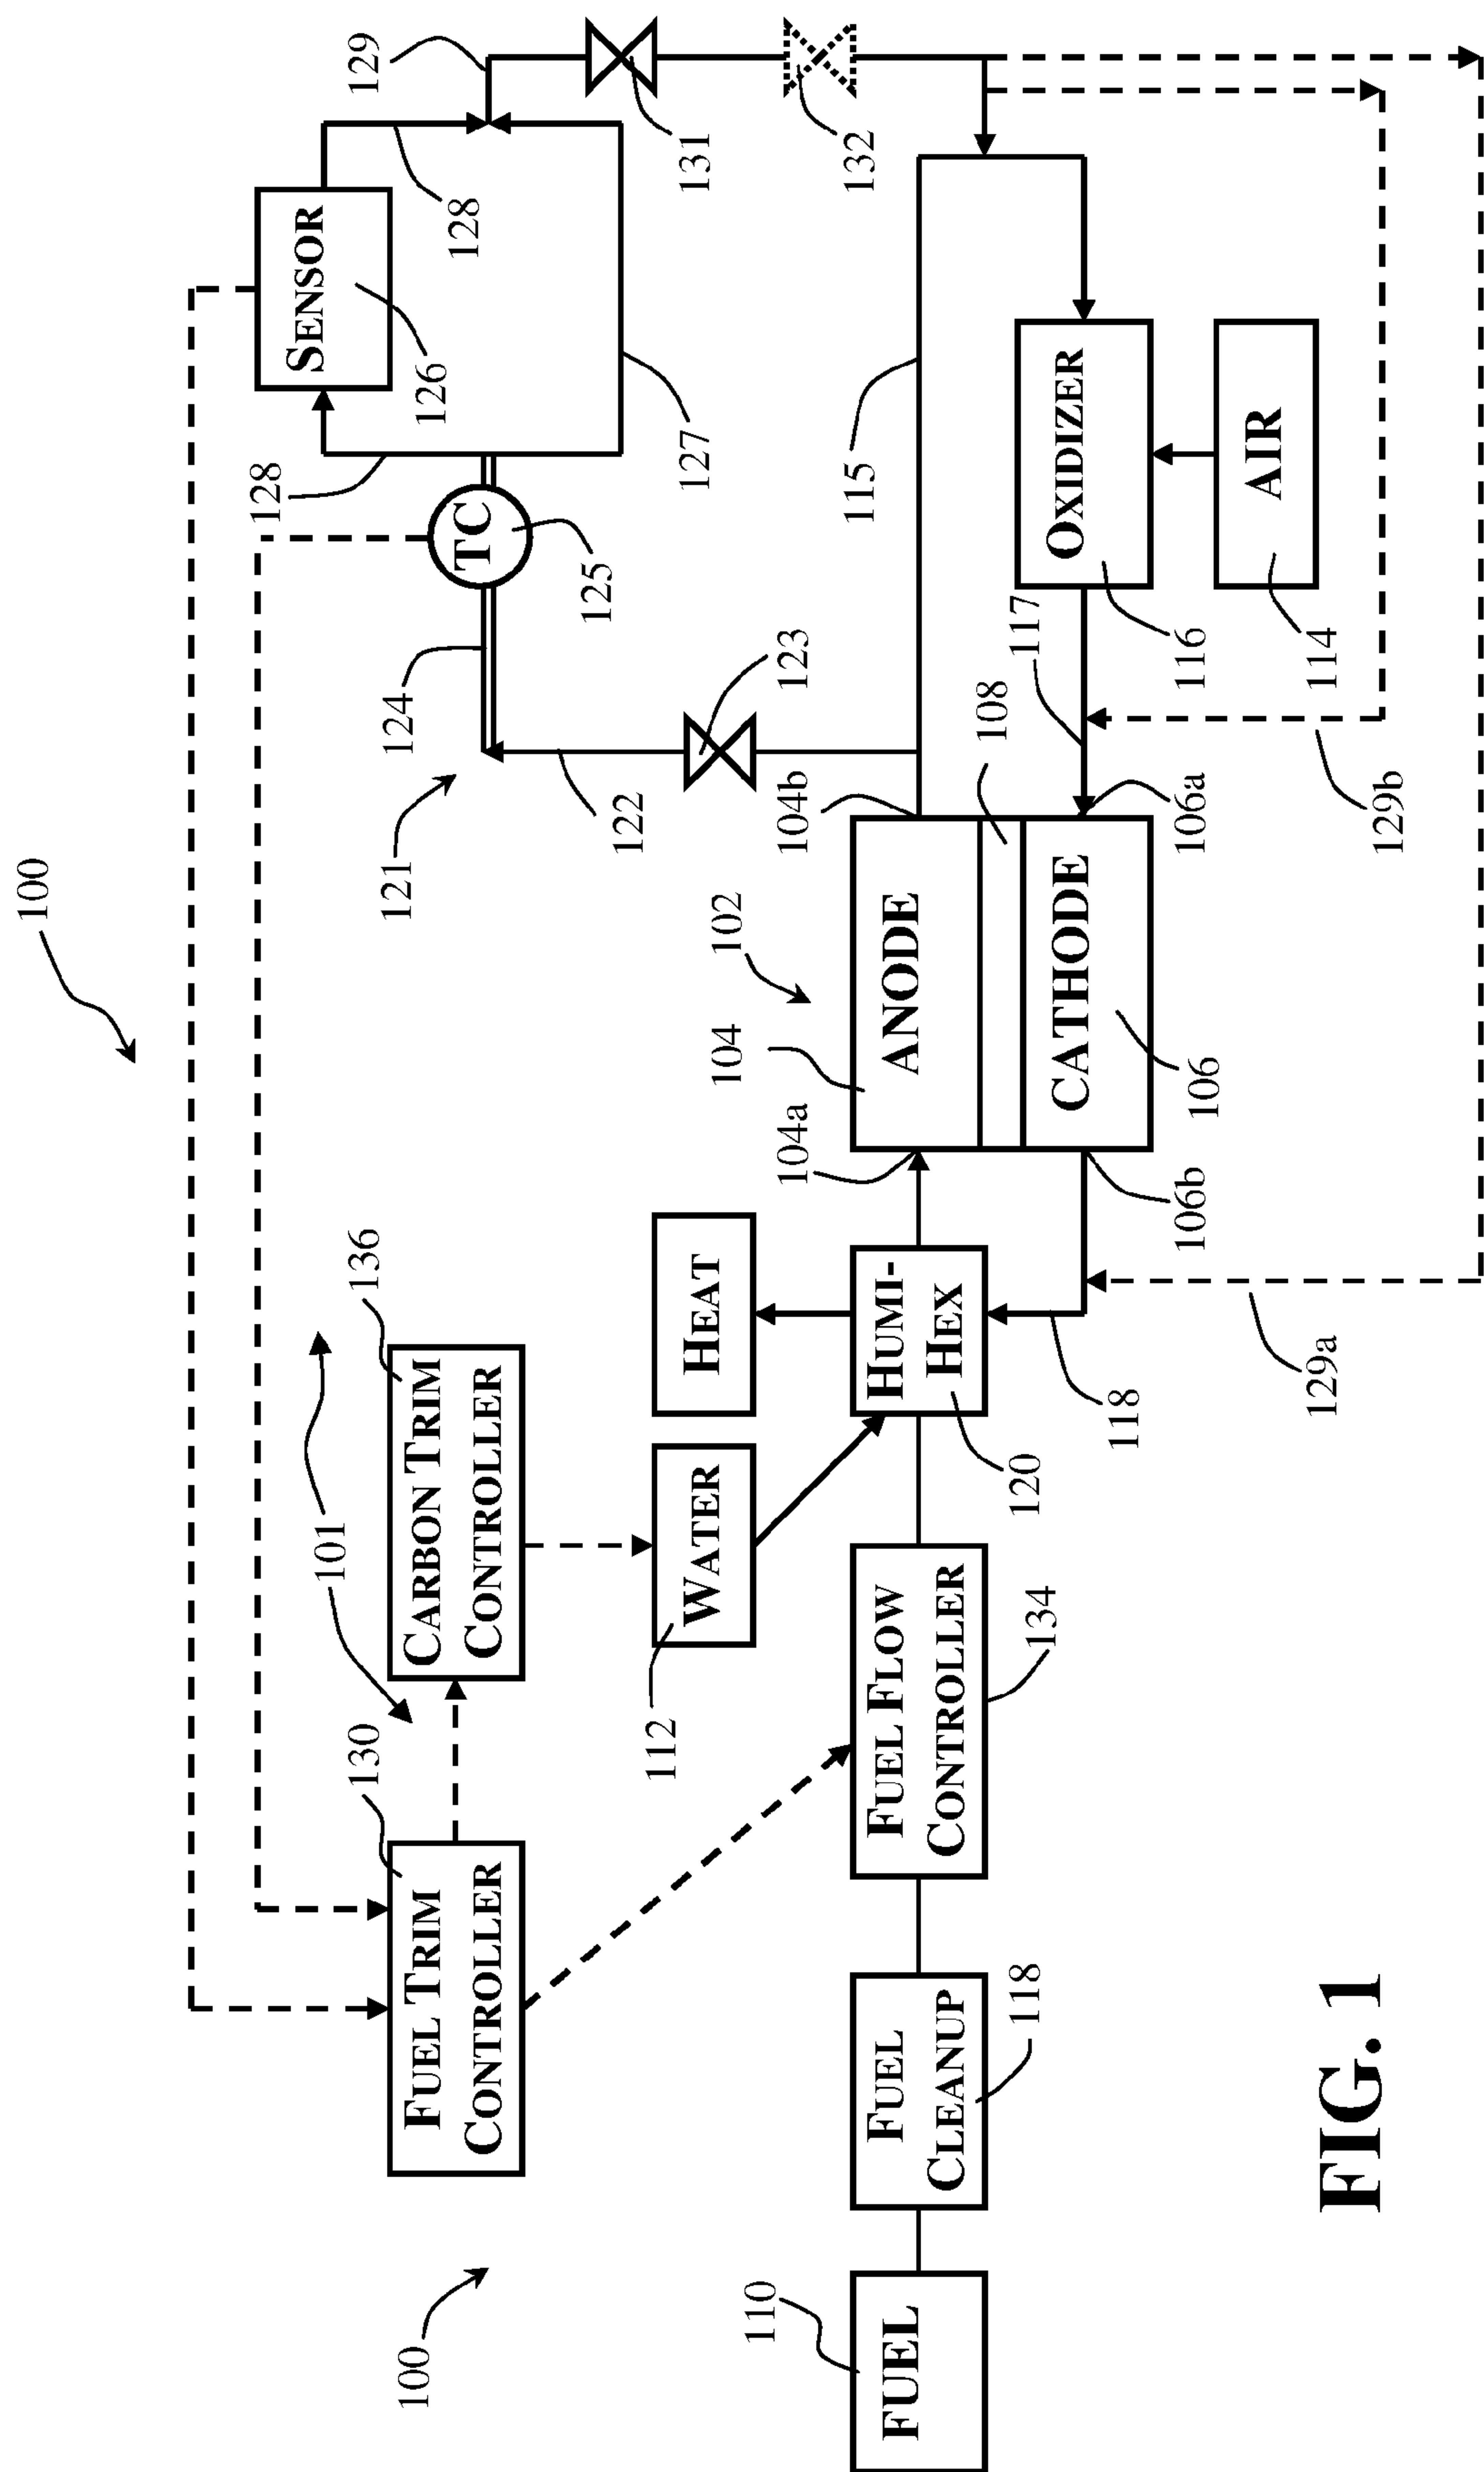 100
129
SENSOR
128
131
132
126
128
TC
125
127
124
121
122
123
115
OXIDIZER
AIR
117
116
114
108
104b
106a
129b
102
104
ANODE
CATHODE
104a
106
106b
HEAT
HUMI-
HEX
118
129a
120
136
CARBON TRIM
CONTROLLER
101
WATER
112
130
FUEL TRIM
CONTROLLER
FUEL FLOW
CONTROLLER
134
FUEL
CLEANUP
118
100
110
FUEL
FIG. 1